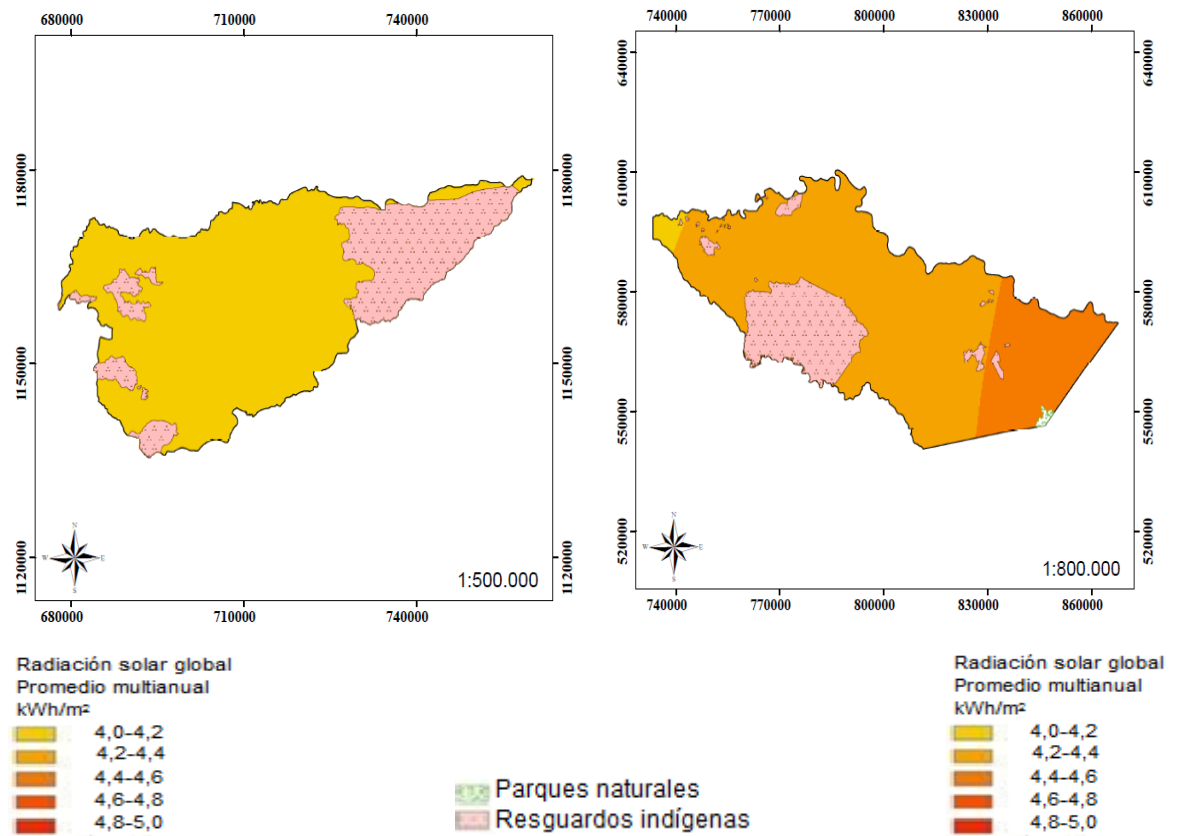 680000 710000 740000
1180000 1180000
1150000 1150000
1120000 1120000
N
W E
S
1:500.000
680000 710000 740000
740000 770000 800000 830000 860000
640000 640000
610000 610000
580000 580000
550000 550000
520000 520000
N
W E
S
1:800.000
740000 770000 800000 830000 860000
Radiación solar global
Promedio multianual
kWh/m²
4,0-4,2
4,2-4,4
4,4-4,6
4,6-4,8
4,8-5,0
Parques naturales
Resguardos indígenas
Radiación solar global
Promedio multianual
kWh/m²
4,0-4,2
4,2-4,4
4,4-4,6
4,6-4,8
4,8-5,0